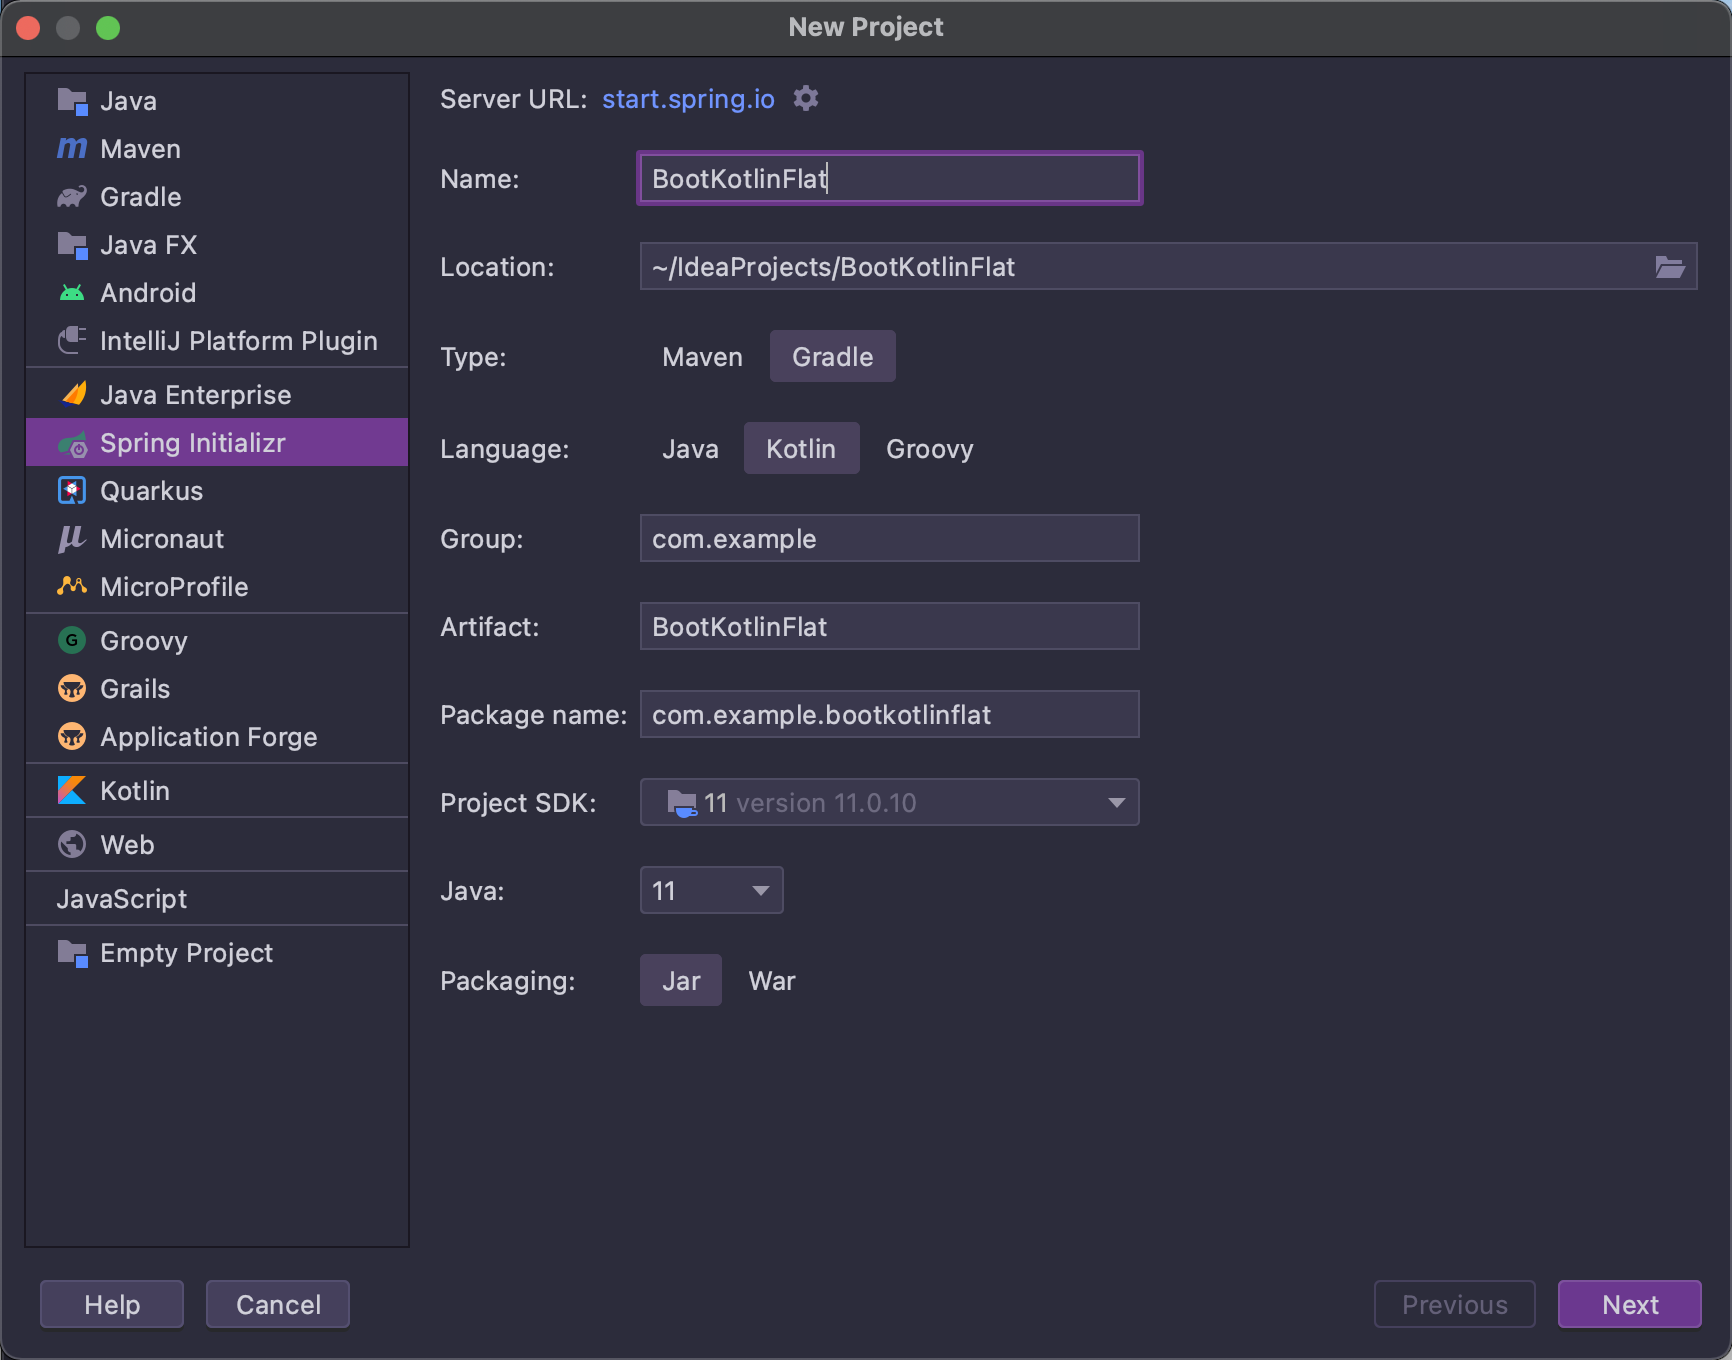 New Project
Java
Maven
Gradle
Java FX
Android
IntelliJ Platform Plugin
Java Enterprise
Spring Initializr
Quarkus
Micronaut
MicroProfile
Groovy
Grails
Application Forge
Kotlin
Web
JavaScript
Empty Project
Server URL: start.spring.io
Name: BootKotlinFlat
Location: ~/IdeaProjects/BootKotlinFlat
Type: Maven Gradle
Language: Java Kotlin Groovy
Group: com.example
Artifact: BootKotlinFlat
Package name: com.example.bootkotlinflat
Project SDK: 11 version 11.0.10
Java: 11
Packaging: Jar War
Help Cancel Previous Next